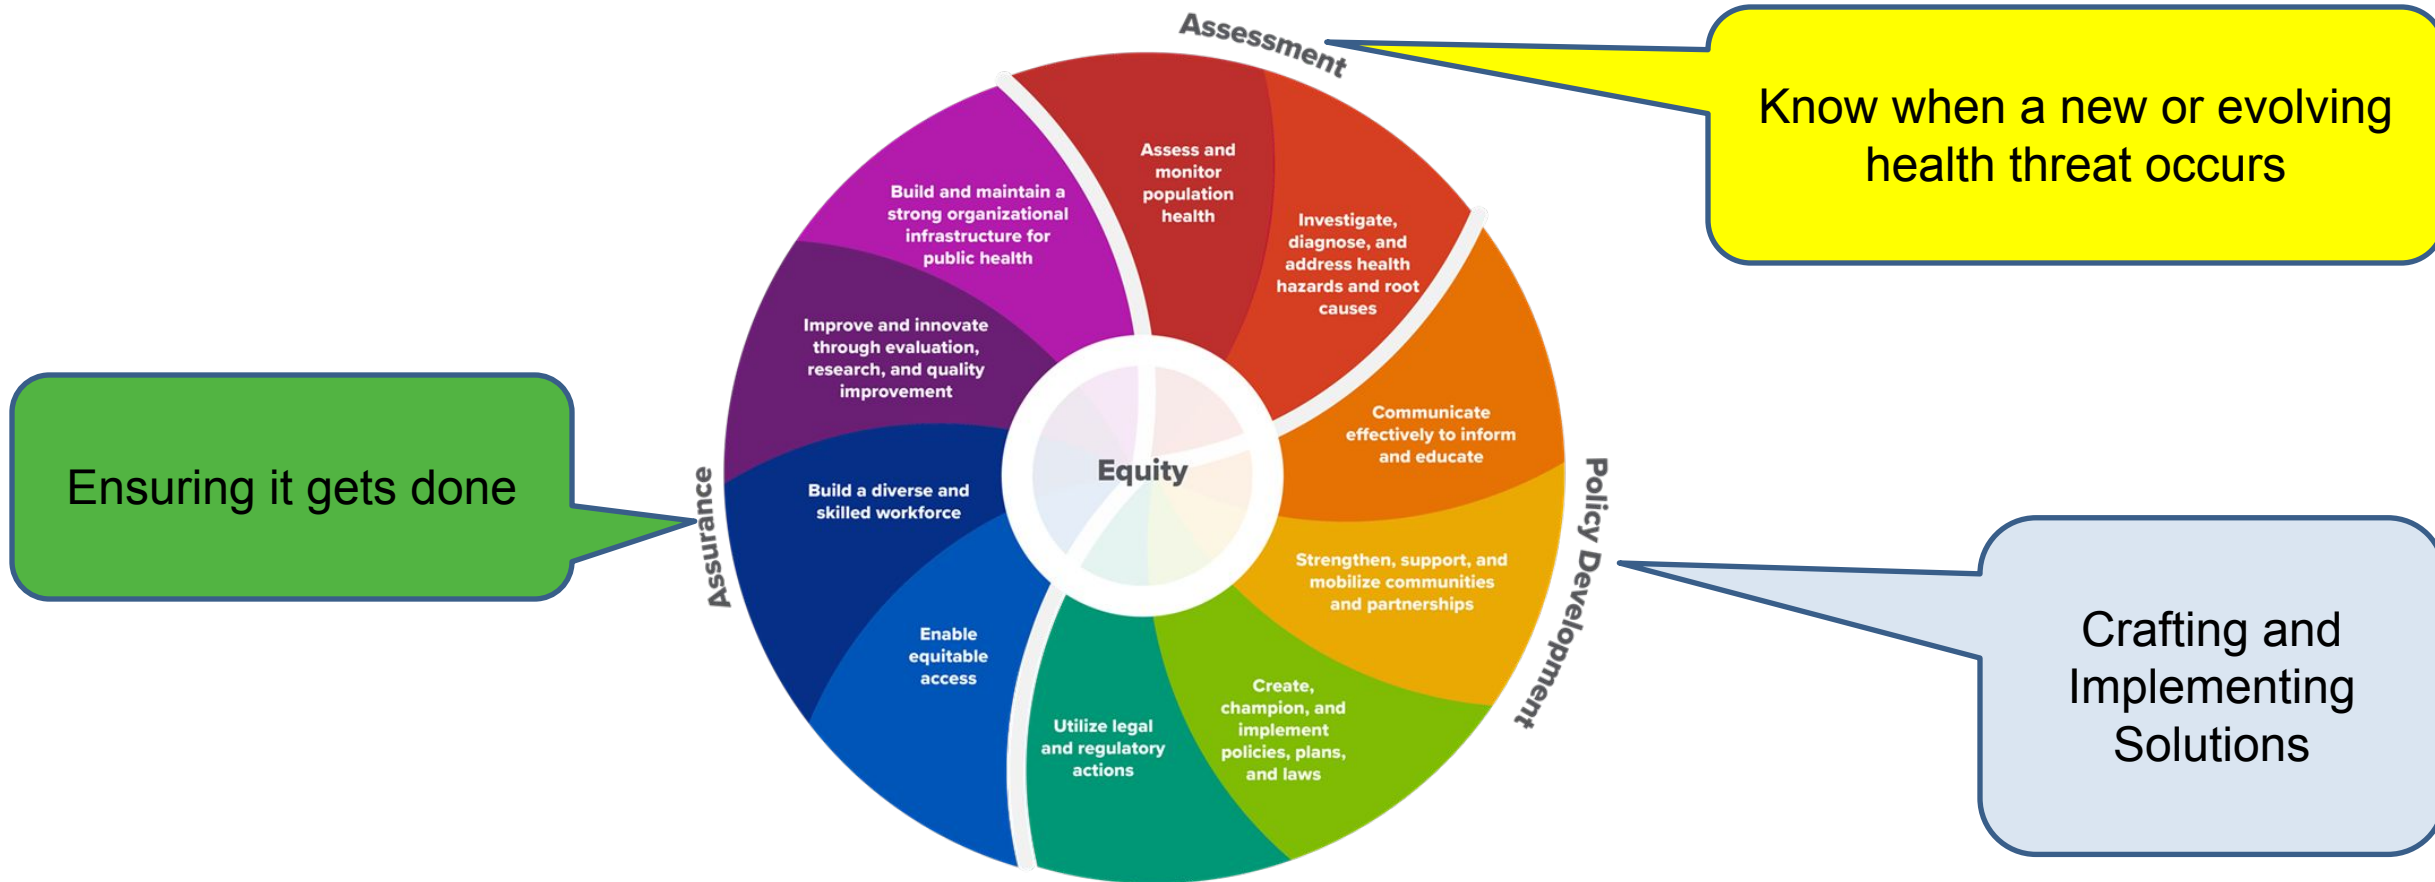 Assessment
Know when a new or evolving
health threat occurs
Assess and
monitor
population
health
Investigate,
diagnose, and
address health
hazards and root
causes
Communicate
effectively to inform
and educate
Strengthen, support, and
mobilize communities
and partnerships
Create,
champion, and
implement
policies, plans,
and laws
Utilize legal
and regulatory
actions
Enable
equitable
access
Build a diverse and
skilled workforce
Improve and innovate
through evaluation,
research, and quality
improvement
Build and maintain a
strong organizational
infrastructure for
public health
Equity
Policy Development
Crafting and
Implementing
Solutions
Assurance
Ensuring it gets done